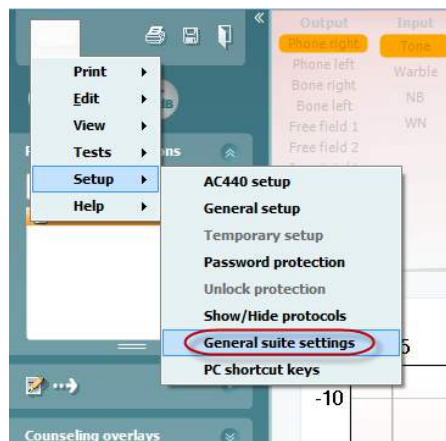 Output Input
Phone right Tone
Phone left Warble
Bone right NB
Bone left WN
Free field 1
Free field 2
Print
Edit
View
Tests
Setup
Help
ns
AC440 setup
General setup
Temporary setup
Password protection
Unlock protection
Show/Hide protocols
General suite settings
PC shortcut keys
5
-10
Counseling overlays